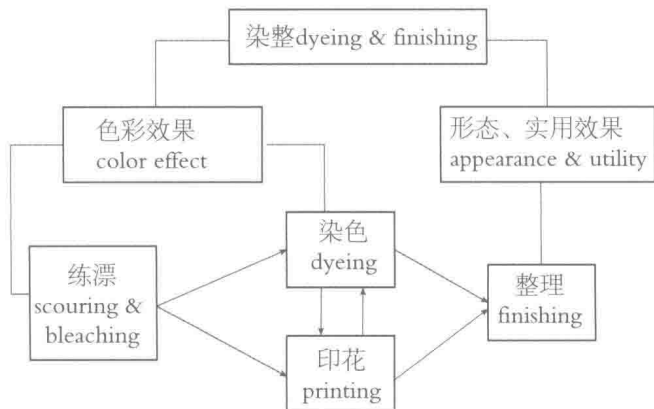 染整dyeing & finishing
色彩效果
color effect
形态、实用效果
appearance & utility
练漂
scouring &
bleaching
染色
dyeing
整理
finishing
印花
printing